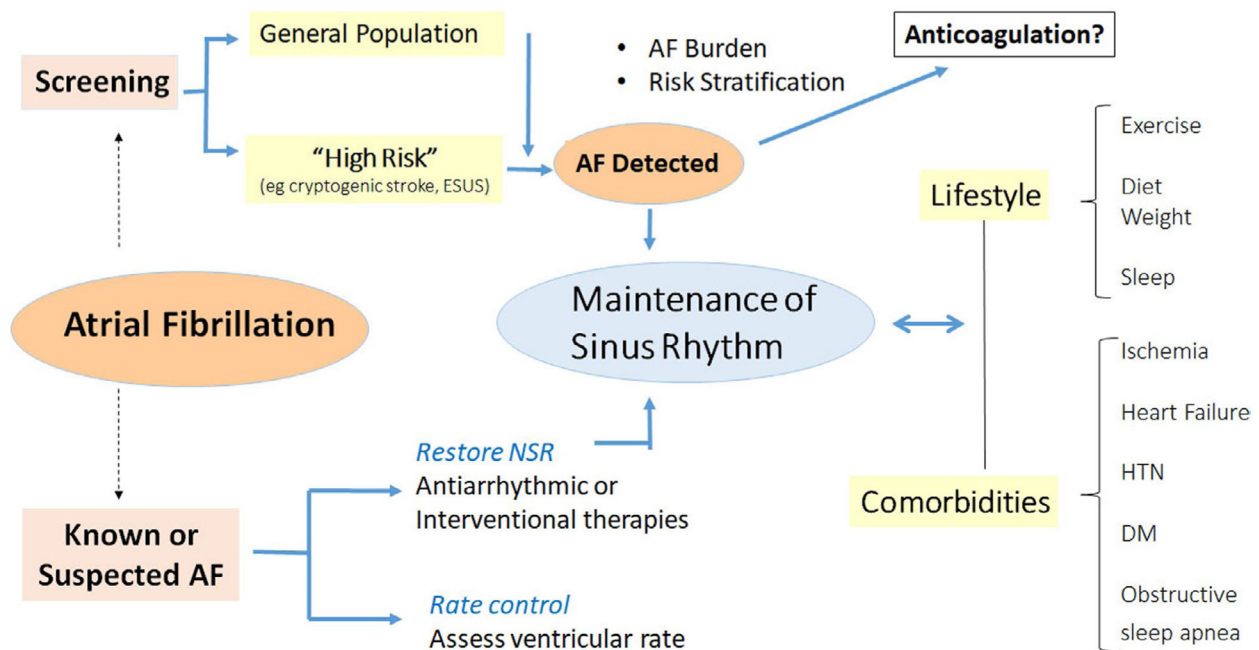 General Population
Screening
“High Risk”
(eg cryptogenic stroke, ESUS)
• AF Burden
• Risk Stratification
Anticoagulation?
AF Detected
Atrial Fibrillation
Maintenance of
Sinus Rhythm
Lifestyle
Exercise
Diet
Weight
Sleep
Comorbidities
Ischemia
Heart Failure
HTN
DM
Obstructive
sleep apnea
Known or
Suspected AF
Restore NSR
Antiarrhythmic or
Interventional therapies
Rate control
Assess ventricular rate